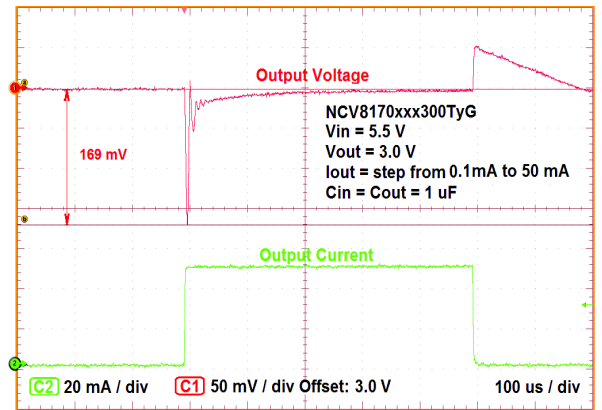 1
a
Output Voltage
169 mV
NCV8170xxx300TyG
Vin = 5.5 V
Vout = 3.0 V
Iout = step from 0.1mA to 50 mA
Cin = Cout = 1 uF
b
Output Current
2
C2 20 mA / div C1 50 mV / div Offset: 3.0 V 100 us / div